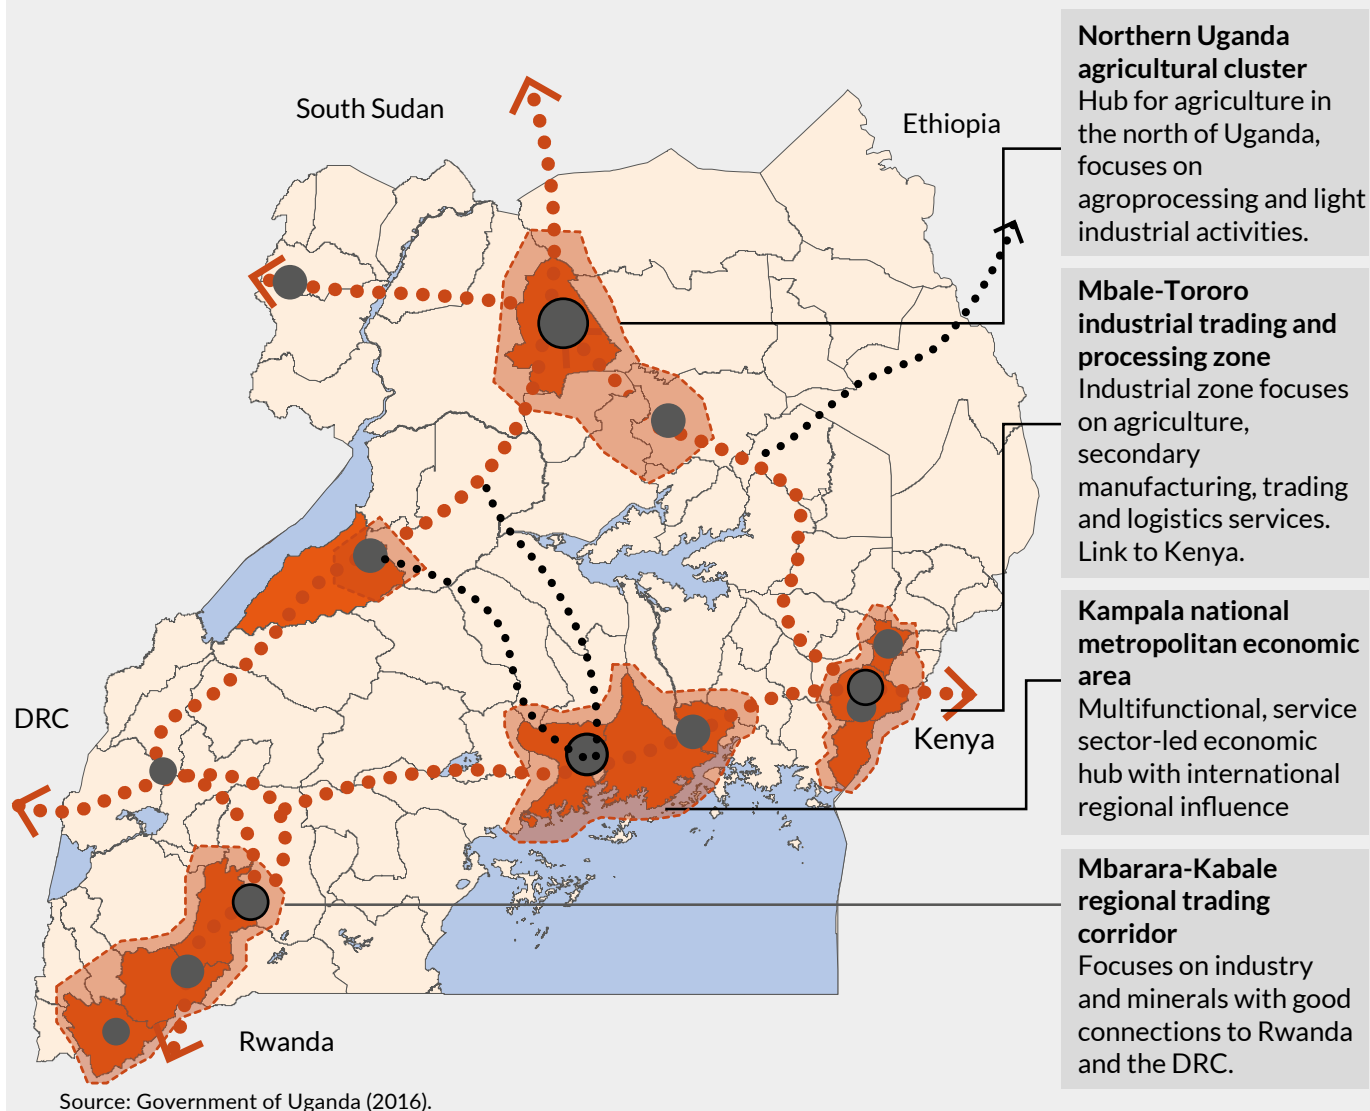 South Sudan
Ethiopia
DRC
Kenya
Rwanda
Northern Uganda
agricultural cluster
Hub for agriculture in
the north of Uganda,
focuses on
agroprocessing and light
industrial activities.
Mbale-Tororo
industrial trading and
processing zone
Industrial zone focuses
on agriculture,
secondary
manufacturing, trading
and logistics services.
Link to Kenya.
Kampala national
metropolitan economic
area
Multifunctional, service
sector-led economic
hub with international
regional influence
Mbarara-Kabale
regional trading
corridor
Focuses on industry
and minerals with good
connections to Rwanda
and the DRC.
Source: Government of Uganda (2016).